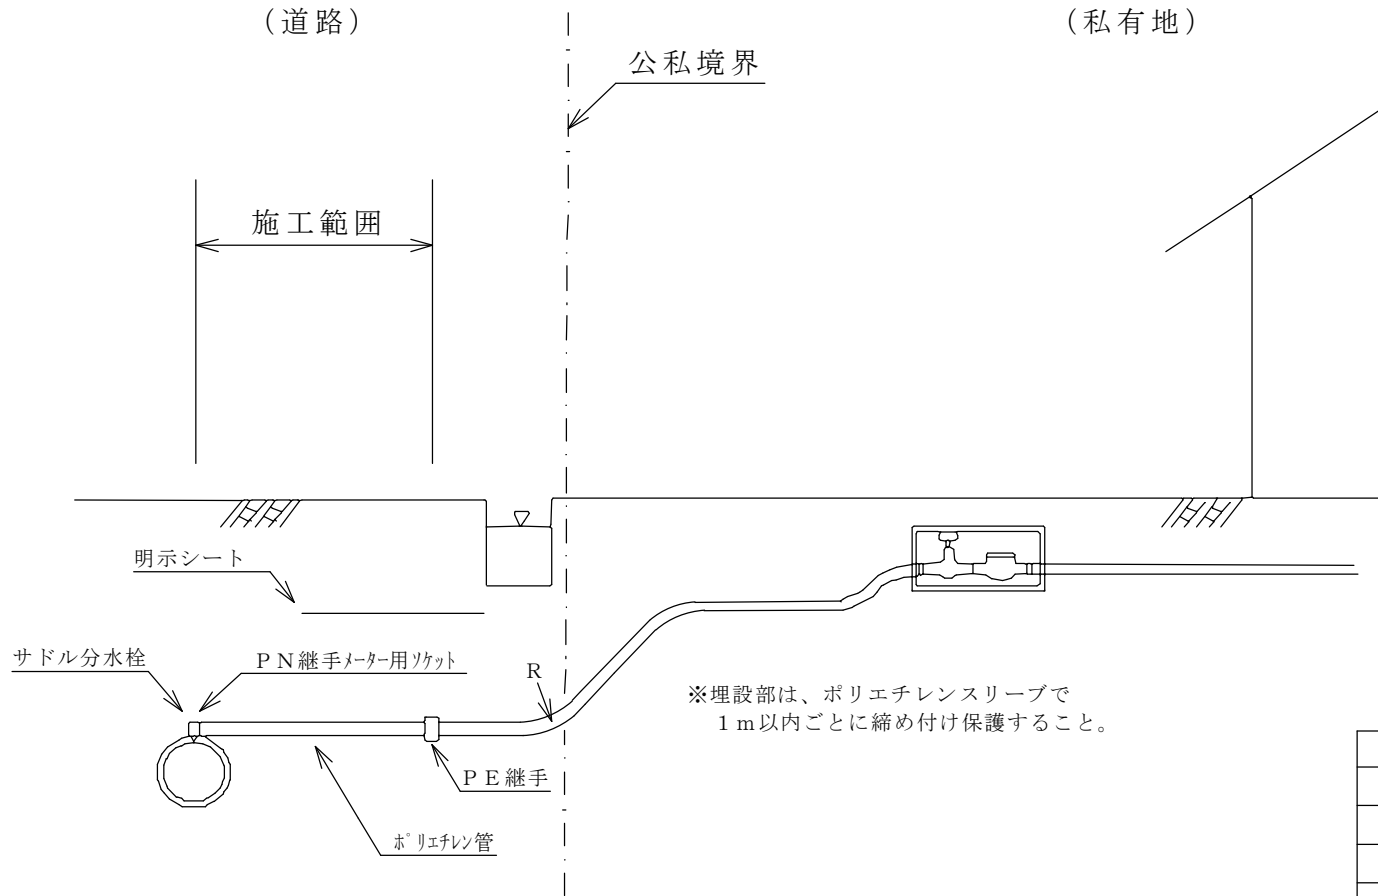 (道路)
(私有地)
公私境界
施工範囲
明示シート
サドル分水栓
ＰＮ継手ﾒｰﾀｰ用ｿｹｯﾄ
R
※埋設部は、ポリエチレンスリーブで
１ｍ以内ごとに締め付け保護すること。
ＰＥ継手
ﾎﾟﾘｴﾁﾚﾝ管